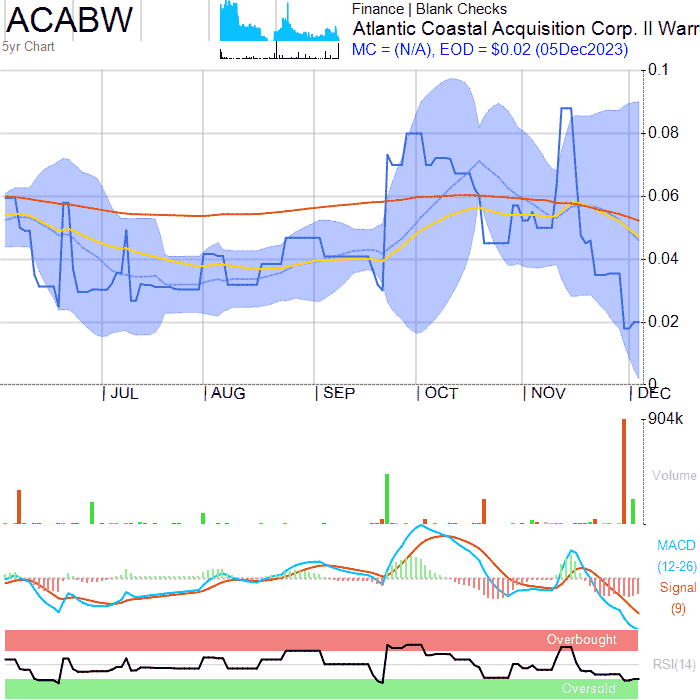 ACABW
5yr Chart
Finance | Blank Checks
Atlantic Coastal Acquisition Corp. II Warr
MC = (N/A), EOD = $0.02 (05Dec2023)
0.1
0.08
0.06
0.04
0.02
0
JUL AUG SEP OCT NOV DEC
904k
Volume
MACD
(12-26)
Signal
(9)
Overbought
RSI(14)
Oversold